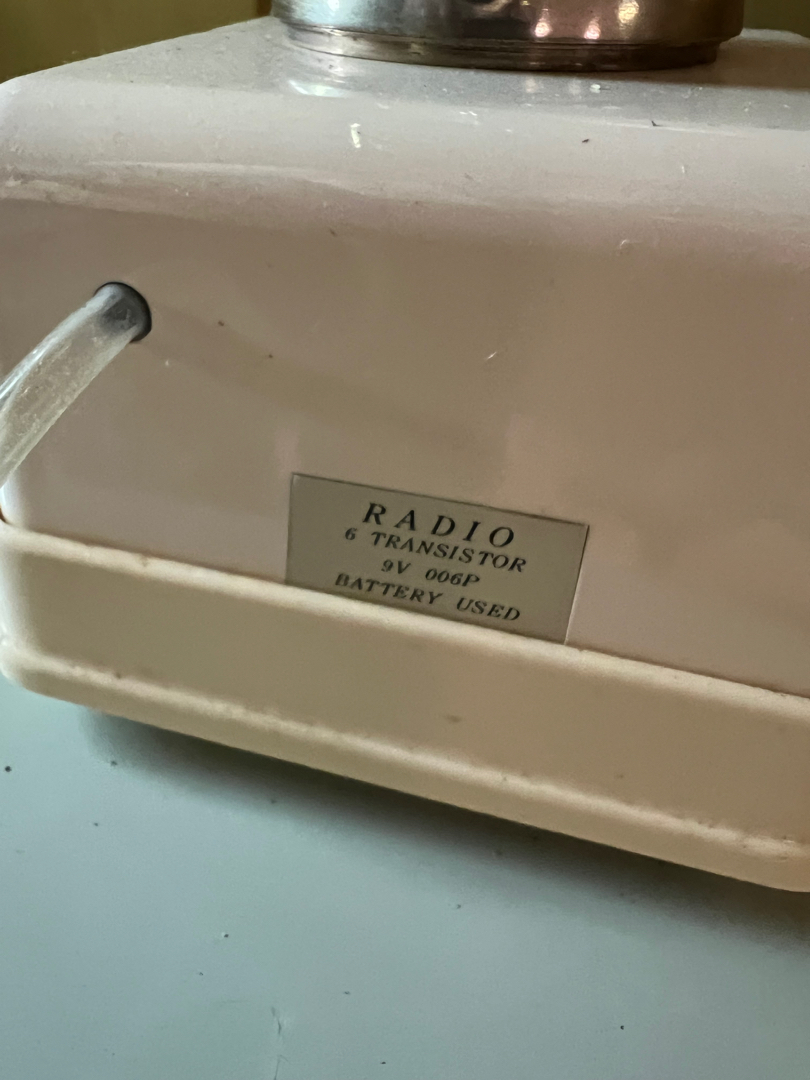 RADIO
6 TRANSISTOR
9V 006P
BATTERY USED